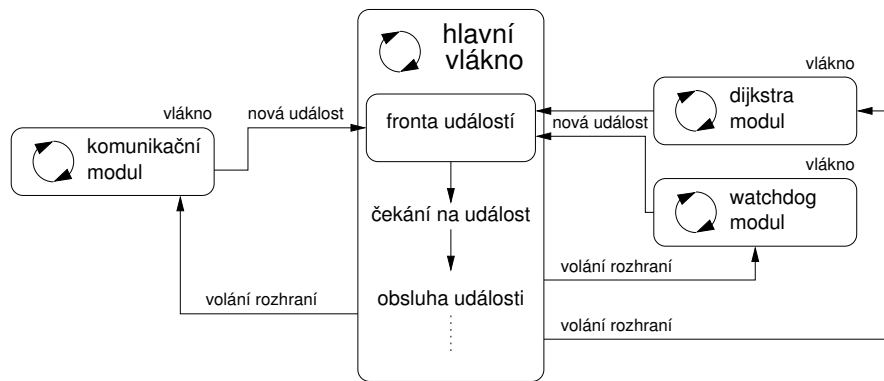 hlavní
vlákno
vlákno
dijkstra
modul
vlákno
nová událost
fronta událostí
nová událost
komunikační
modul
vlákno
watchdog
modul
čekání na událost
volání rozhraní
volání rozhraní
obsluha události
volání rozhraní